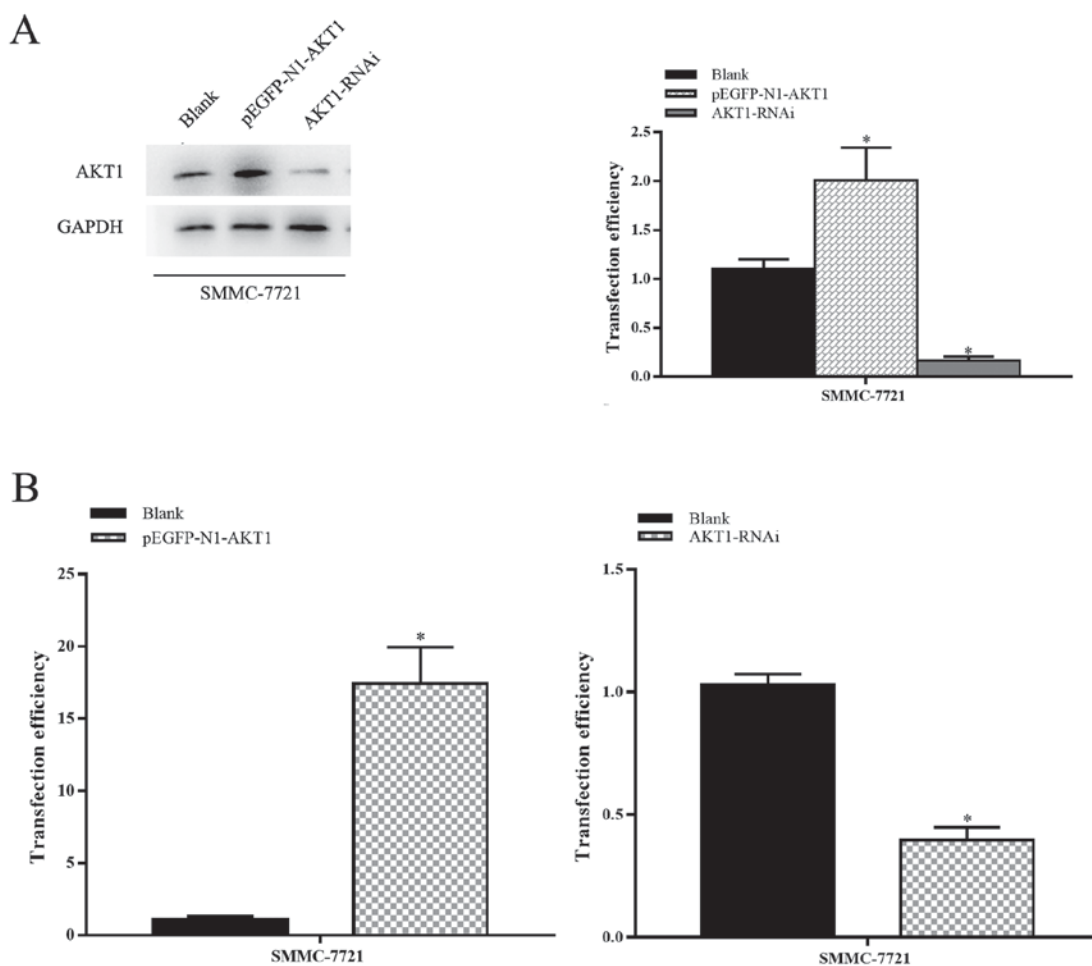 A
Blank
pEGFP-N1-AKT1
AKT1-RNAi
AKT1
GAPDH
SMMC-7721
Blank
pEGFP-N1-AKT1
AKT1-RNAi
Transfection efficiency
2.5
2.0
1.5
1.0
0.5
0.0
*
*
SMMC-7721
B
Blank
pEGFP-N1-AKT1
Transfection efficiency
25
20
15
10
5
0
*
SMMC-7721
Blank
AKT1-RNAi
Transfection efficiency
1.5
1.0
0.5
0.0
*
SMMC-7721